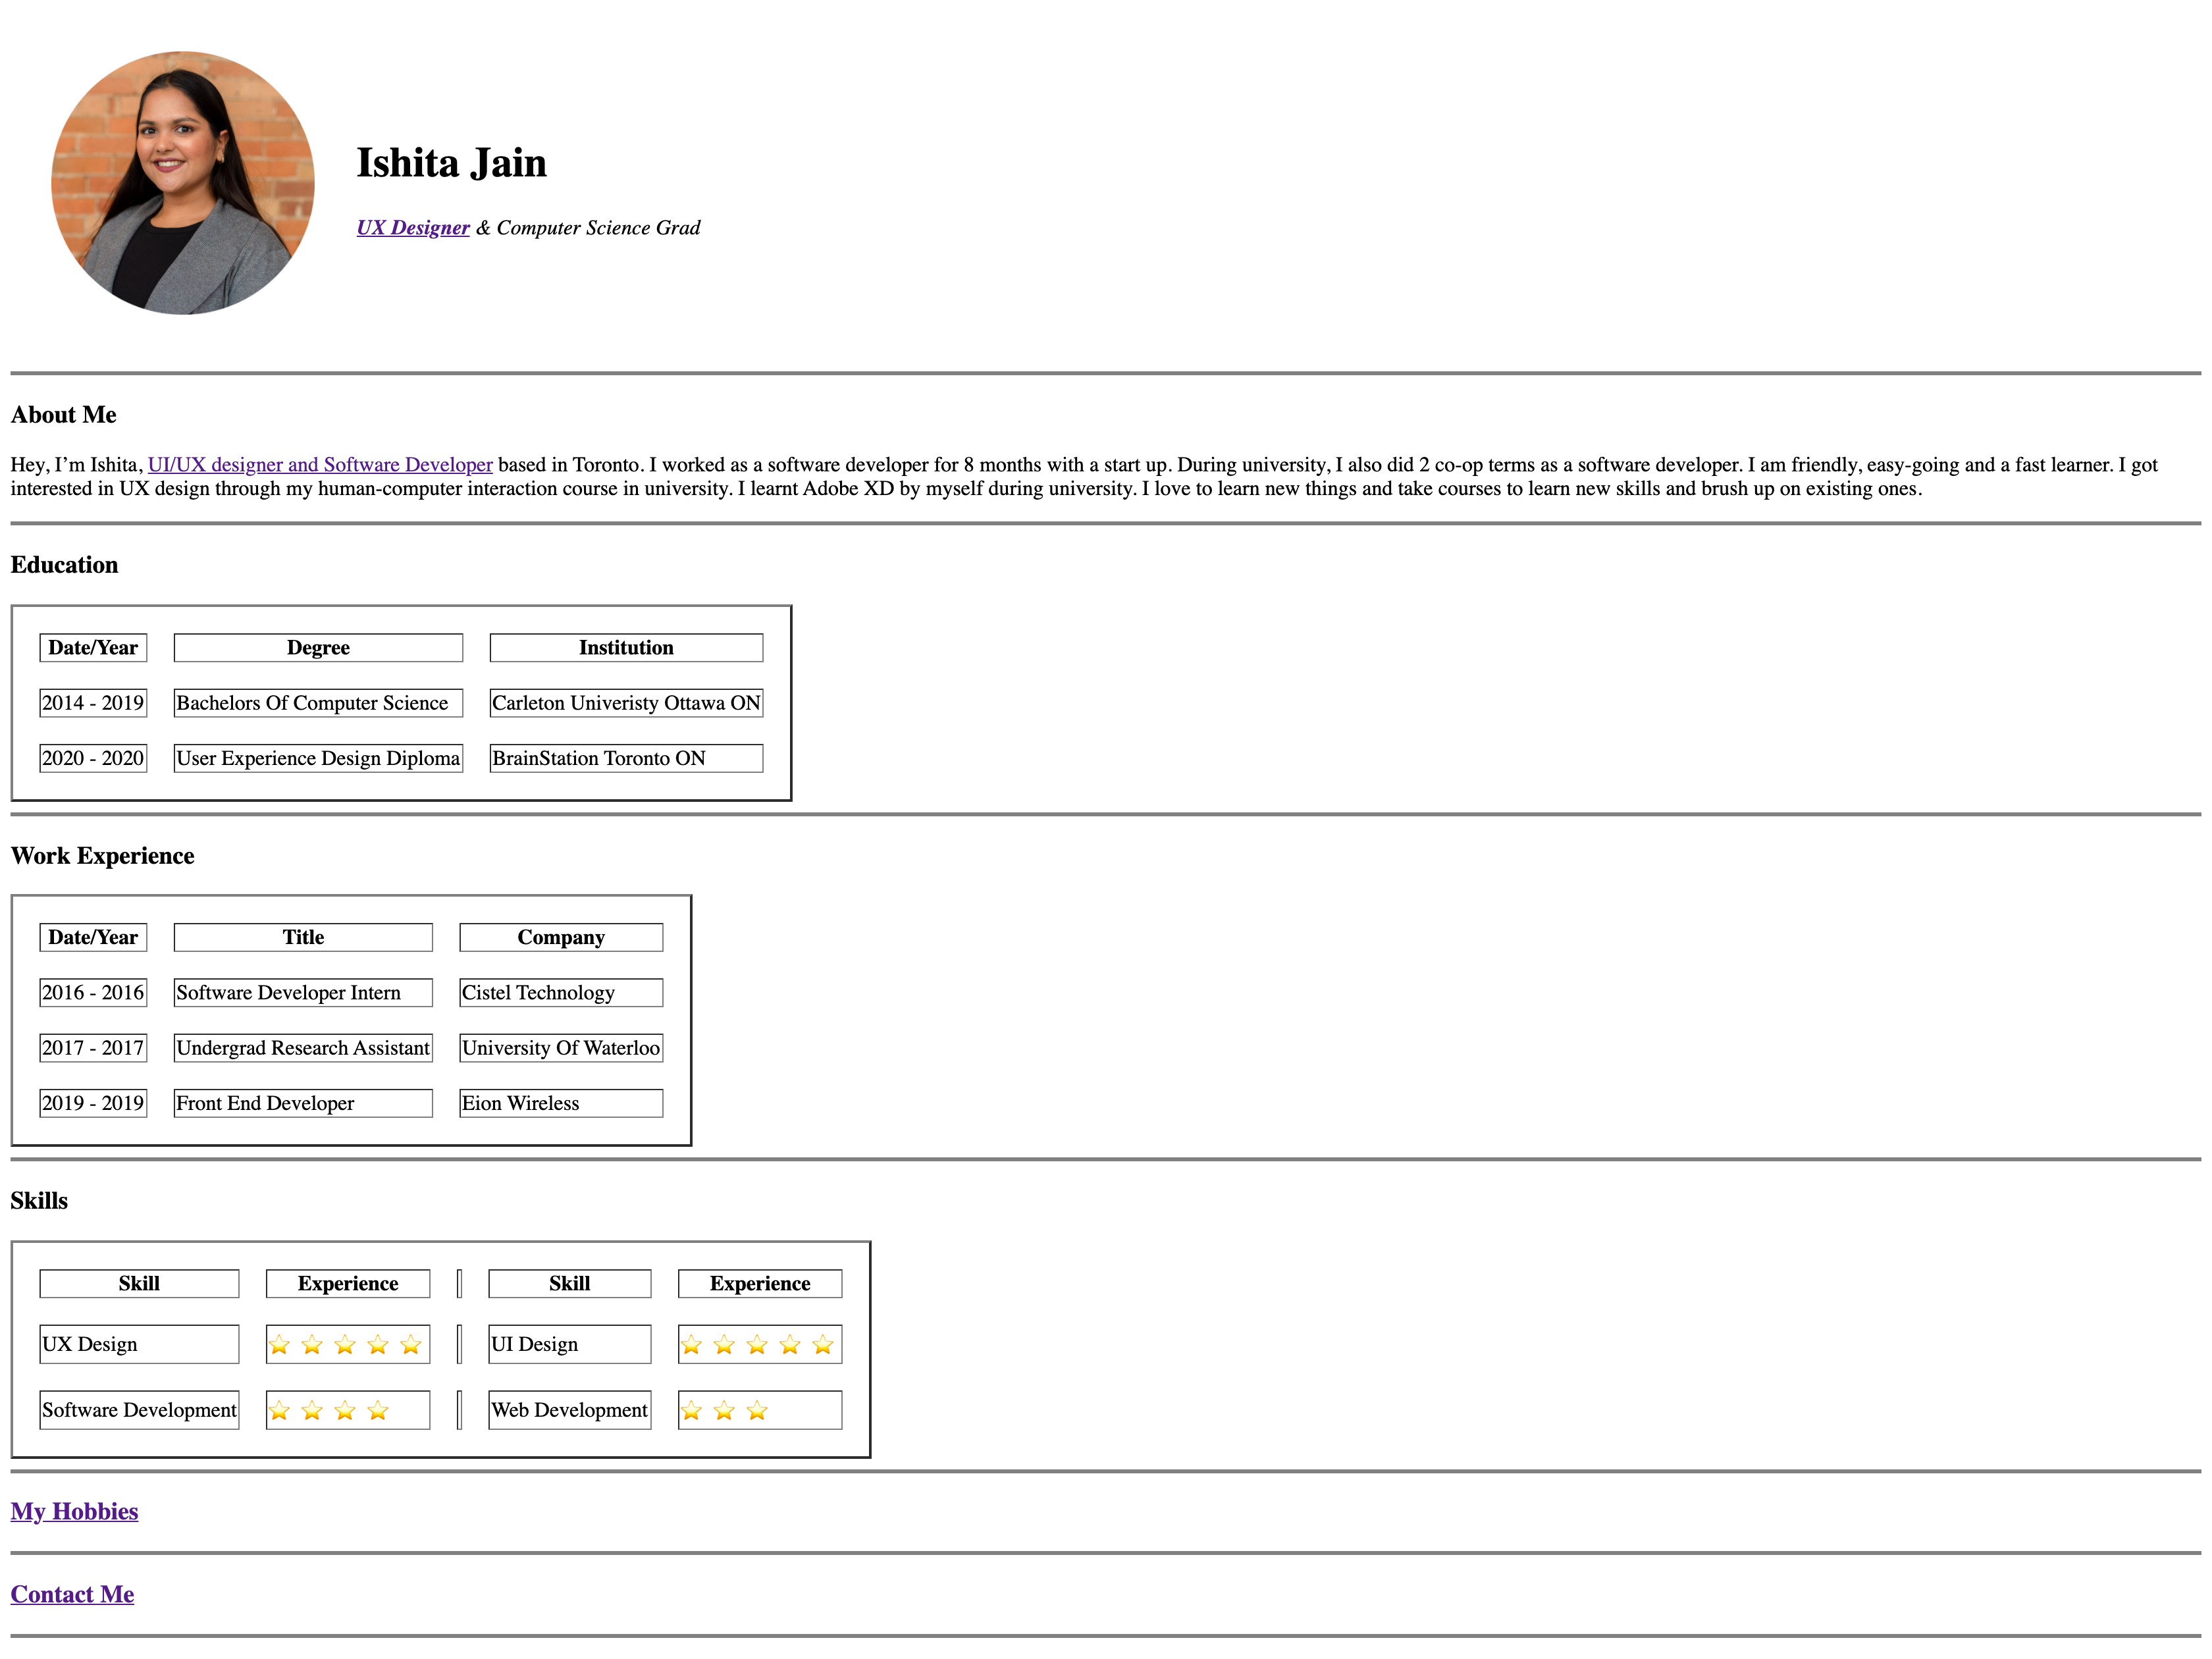 Ishita Jain
UX Designer & Computer Science Grad
About Me
Hey, I’m Ishita, UI/UX designer and Software Developer based in Toronto. I worked as a software developer for 8 months with a start up. During university, I also did 2 co-op terms as a software developer. I am friendly, easy-going and a fast learner. I got
interested in UX design through my human-computer interaction course in university. I learnt Adobe XD by myself during university. I love to learn new things and take courses to learn new skills and brush up on existing ones.
Education
Date/Year Degree Institution
2014 - 2019 Bachelors Of Computer Science Carleton Univeristy Ottawa ON
2020 - 2020 User Experience Design Diploma BrainStation Toronto ON
Work Experience
Date/Year Title Company
2016 - 2016 Software Developer Intern Cistel Technology
2017 - 2017 Undergrad Research Assistant University Of Waterloo
2019 - 2019 Front End Developer Eion Wireless
Skills
Skill Experience Skill Experience
UX Design ⭐ ⭐ ⭐ ⭐ ⭐ UI Design ⭐ ⭐ ⭐ ⭐ ⭐
Software Development ⭐ ⭐ ⭐ ⭐ Web Development ⭐ ⭐ ⭐
My Hobbies
Contact Me